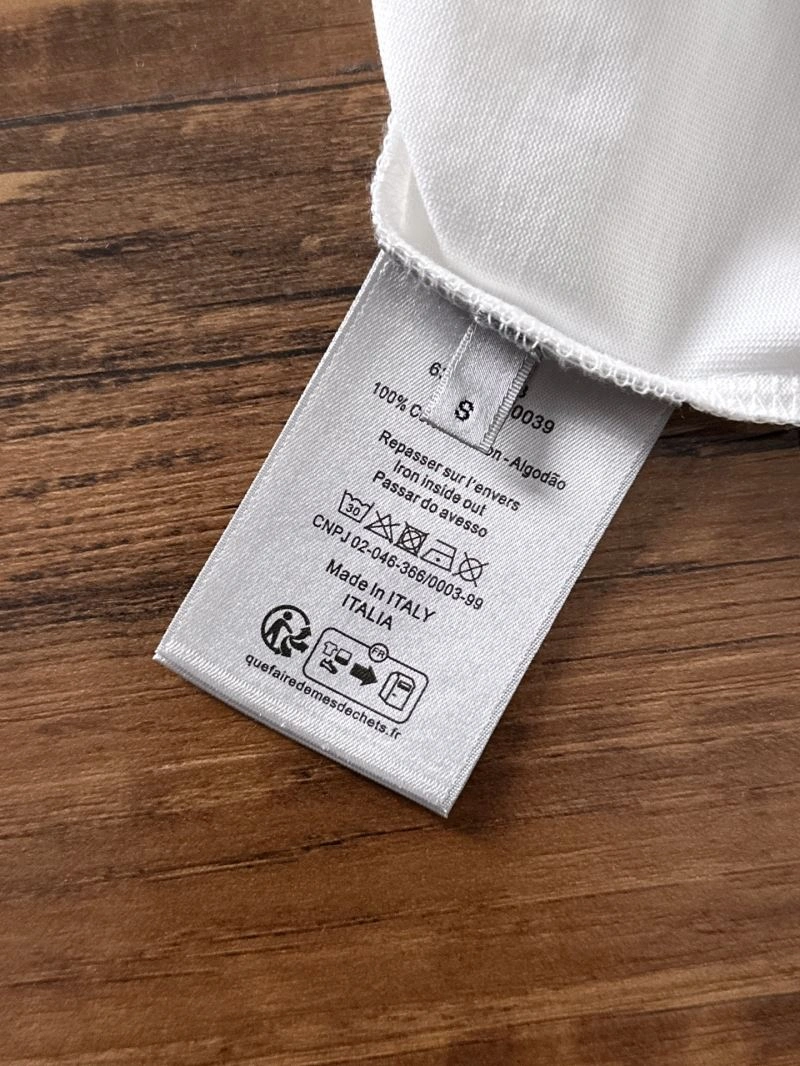 S
0039
100%
- Algodão
Repasser sur l'envers
Iron inside out
Passar do avesso
30
CNPJ 02-046-366/0003-99
Made In ITALY
ITALIA
FR
quefairedemesdechets.fr